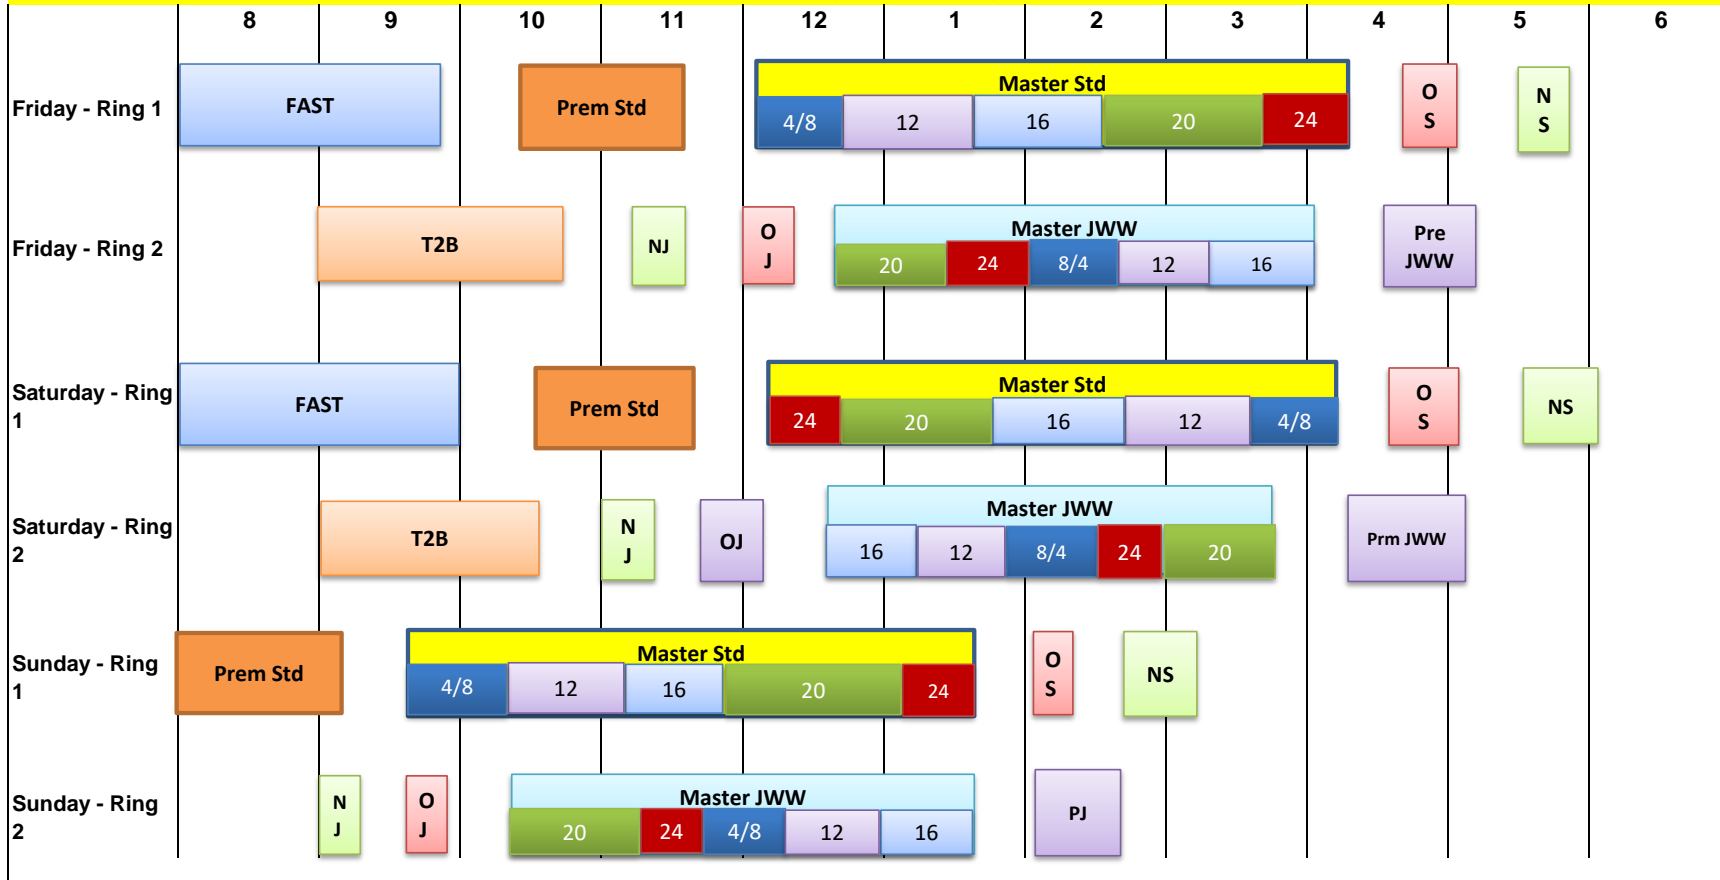 8 9 10 11 12 1 2 3 4 5 6
Friday - Ring 1
FAST
Prem Std
Master Std
4/8 12 16 20 24
O
S
N
S
Friday - Ring 2
T2B
NJ
O
J
Master JWW
20 24 8/4 12 16
Pre
JWW
Saturday - Ring
1
FAST
Prem Std
Master Std
24 20 16 12 4/8
O
S
NS
Saturday - Ring
2
T2B
N
J
OJ
Master JWW
16 12 8/4 24 20
Prm JWW
Sunday - Ring
1
Prem Std
Master Std
4/8 12 16 20 24
O
S
NS
Sunday - Ring
2
N
J
O
J
Master JWW
20 24 4/8 12 16
PJ